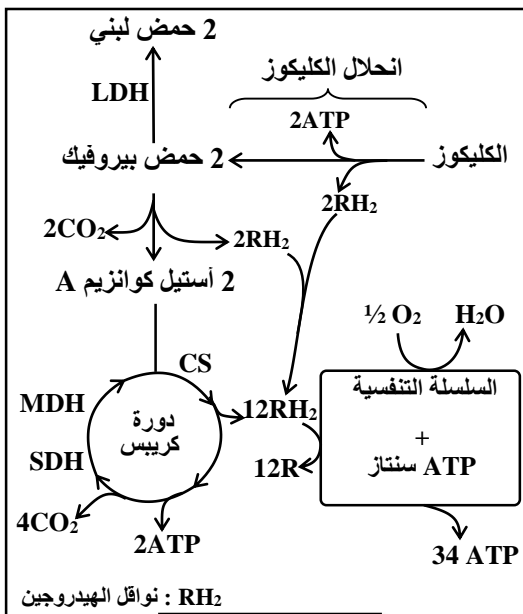 2 حمض لبني
انحلال الكليكوز
LDH
2ATP
2 حمض بيروفيك
الكليكوز
2RH₂
2CO₂
2RH₂
2 أستيل كوانزيم A
½ O₂
H₂O
CS
السلسلة التنفسية
MDH
12RH₂
دورة
كريبس
+
SDH
12R
ATP سنتاز
4CO₂
2ATP
34 ATP
RH₂ : نواقل الهيدروجين